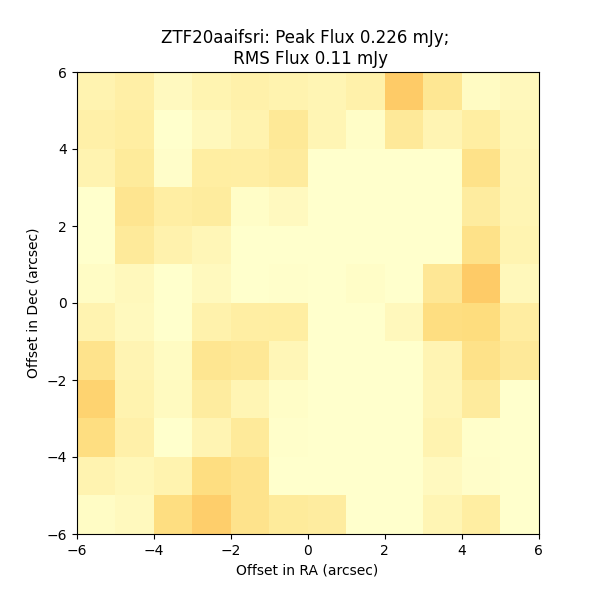 ZTF20aaifsri: Peak Flux 0.226 mJy;
RMS Flux 0.11 mJy
6
4
2
0
−2
−4
−6
Offset in Dec (arcsec)
−6 −4 −2 0 2 4 6
Offset in RA (arcsec)